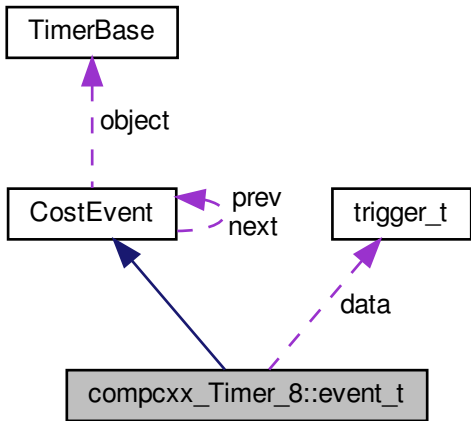 TimerBase
object
CostEvent
prev
next
trigger_t
data
compcxx_Timer_8::event_t